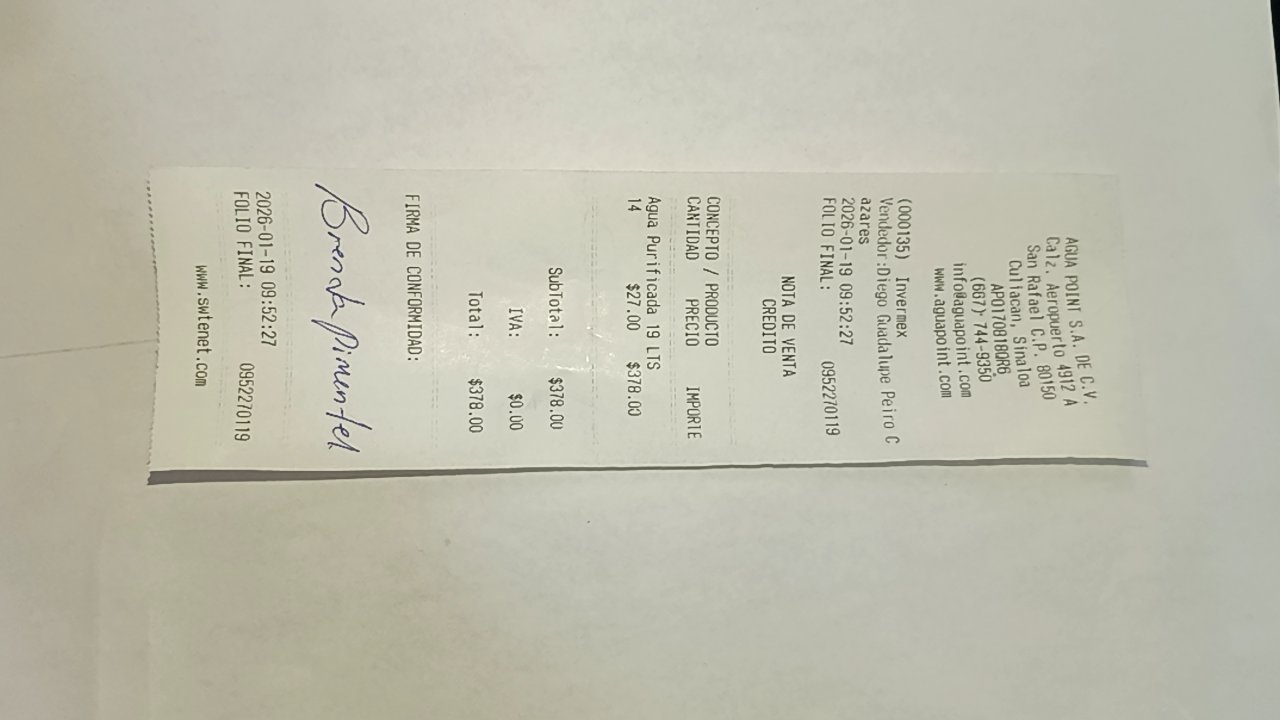 AGUA POINT S.A. DE C.V.
Calz. Aeropuerto 4912 A
San Rafael C.P. 80150
Culiacan, Sinaloa
APO170818QR6
(667) 744-9350
info@aguapoint.com
www.aguapoint.com
(000135) Invermex
Vendedor:Diego Guadalupe Peiro C
azares
2026-01-19 09:52:27
FOLIO FINAL: 0952270119
NOTA DE VENTA
CREDITO
CONCEPTO / PRODUCTO
CANTIDAD PRECIO IMPORTE
Agua Purificada 19 LTS
14 $27.00 $378.00
SubTotal: $378.00
IVA: $0.00
Total: $378.00
FIRMA DE CONFORMIDAD:
Brenda Pimentel
2026-01-19 09:52:27
FOLIO FINAL: 0952270119
www.swtenet.com